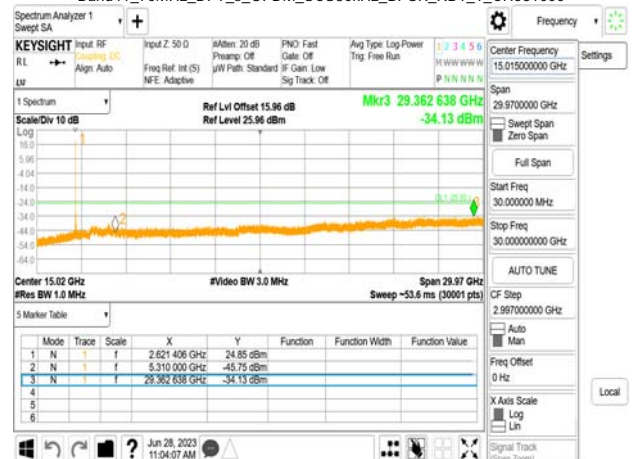 Spectrum Analyzer 1
Swept SA
Frequency
KEYSIGHT
Input: RF
Coupling: DC
Align: Auto
Input Z: 50 Ω
Freq Ref: Int (S)
NFE: Adaptive
#Atten: 20 dB
Preamp: Off
µW Path: Standard
PNO: Fast
Gate: Off
IF Gain: Low
Sig Track: Off
Avg Type: Log-Power
Trig: Free Run
1 2 3 4 5 6
M W W W W W
P N N N N N
RL
Center Frequency
15.015000000 GHz
Settings
1 Spectrum
Scale/Div 10 dB
Ref Lvl Offset 15.96 dB
Ref Level 25.96 dBm
Mkr3 29.362 638 GHz
-34.13 dBm
Span
29.9700000 GHz
Swept Span
Zero Span
Full Span
Log
16.0
5.96
-4.04
-14.0
-24.0
-34.0
-44.0
-54.0
-64.0
1
2
Start Freq
30.000000 MHz
Stop Freq
30.000000000 GHz
AUTO TUNE
Center 15.02 GHz
#Res BW 1.0 MHz
#Video BW 3.0 MHz
Span 29.97 GHz
Sweep ~53.6 ms (30001 pts)
CF Step
2.997000000 GHz
Auto
Man
5 Marker Table
Mode Trace Scale X Y Function Function Width Function Value
1 N 1 f 2.621 406 GHz 24.85 dBm
2 N 1 f 5.310 000 GHz -45.75 dBm
3 N 1 f 29.362 638 GHz -34.13 dBm
4
5
6
Freq Offset
0 Hz
X Axis Scale
Log
Lin
Local
Signal Track
(Span Zoom)
Jun 28, 2023
11:04:07 AM